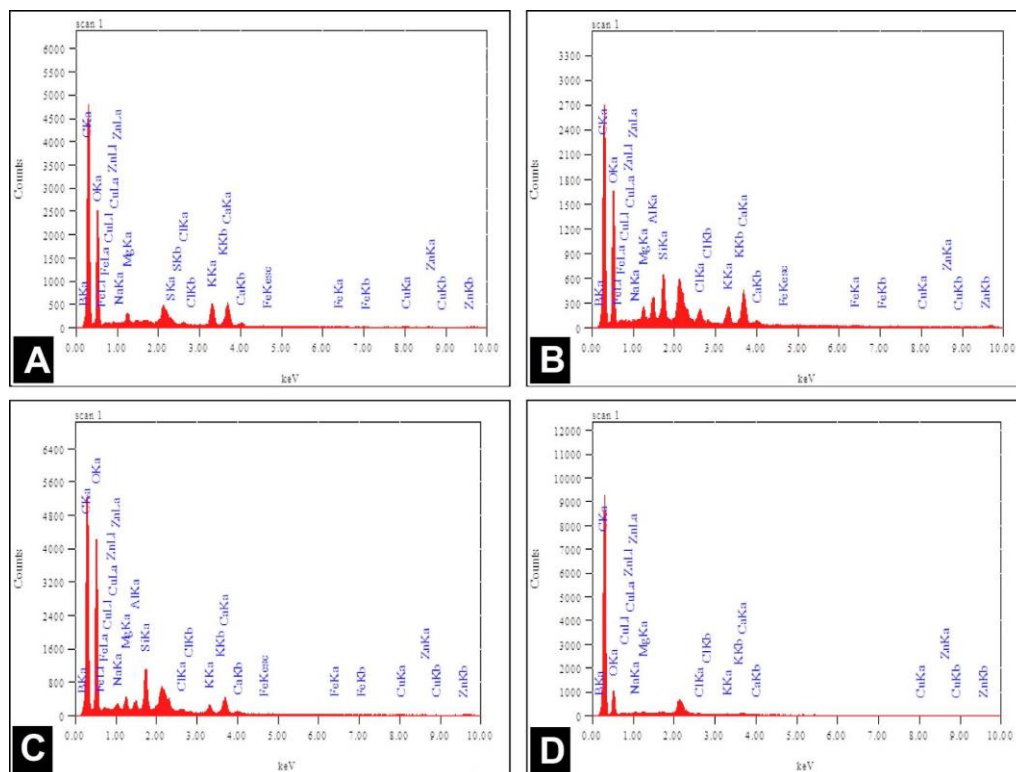 scan 1
6000
5500
5000
4500
4000
3500
3000
2500
2000
1500
1000
500
0
Counts
BKa
CKa
OKa
FeLl
FeLa
CuLl
CuLa
ZnLl
ZnLa
NaKa
MgKa
SKa
SKb
ClKa
ClKb
KKa
KKb
CaKa
CaKb
FeKesc
FeKa
FeKb
CuKa
ZnKa
CuKb
ZnKb
0.00 1.00 2.00 3.00 4.00 5.00 6.00 7.00 8.00 9.00 10.00
keV
A
scan 1
3300
3000
2700
2400
2100
1800
1500
1200
900
600
300
0
Counts
BKa
CKa
OKa
FeLl
FeLa
CuLl
CuLa
ZnLl
ZnLa
NaKa
MgKa
AlKa
SiKa
ClKa
ClKb
KKa
KKb
CaKa
CaKb
FeKesc
FeKa
FeKb
CuKa
ZnKa
CuKb
ZnKb
0.00 1.00 2.00 3.00 4.00 5.00 6.00 7.00 8.00 9.00 10.00
keV
B
scan 1
6400
5600
4800
4000
3200
2400
1600
800
0
Counts
BKa
CKa
OKa
FeLl
FeLa
CuLl
CuLa
ZnLl
ZnLa
NaKa
MgKa
AlKa
SiKa
ClKa
ClKb
KKa
KKb
CaKa
CaKb
FeKesc
FeKa
FeKb
CuKa
ZnKa
CuKb
ZnKb
0.00 1.00 2.00 3.00 4.00 5.00 6.00 7.00 8.00 9.00 10.00
keV
C
scan 1
12000
11000
10000
9000
8000
7000
6000
5000
4000
3000
2000
1000
0
Counts
BKa
CKa
OKa
CuLl
CuLa
ZnLl
ZnLa
NaKa
MgKa
ClKa
ClKb
KKa
KKb
CaKa
CaKb
CuKa
ZnKa
CuKb
ZnKb
0.00 1.00 2.00 3.00 4.00 5.00 6.00 7.00 8.00 9.00 10.00
keV
D